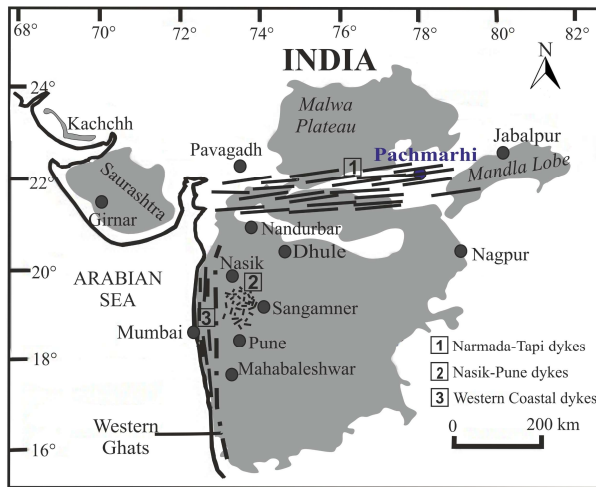 68° 70° 72° 74° 76° 78° 80° 82°
INDIA
N
24°
Malwa
Plateau
Kachchh
Pavagadh
Jabalpur
1
Pachmarhi
Mandla Lobe
22°
Saurashtra
Girnar
Nandurbar
Dhule
Nagpur
20°
Nasik
ARABIAN
SEA
2
Sangamner
3
Mumbai
Pune
1 Narmada-Tapi dykes
18°
Mahabaleshwar
2 Nasik-Pune dykes
3 Western Coastal dykes
Western
Ghats
0 200 km
16°